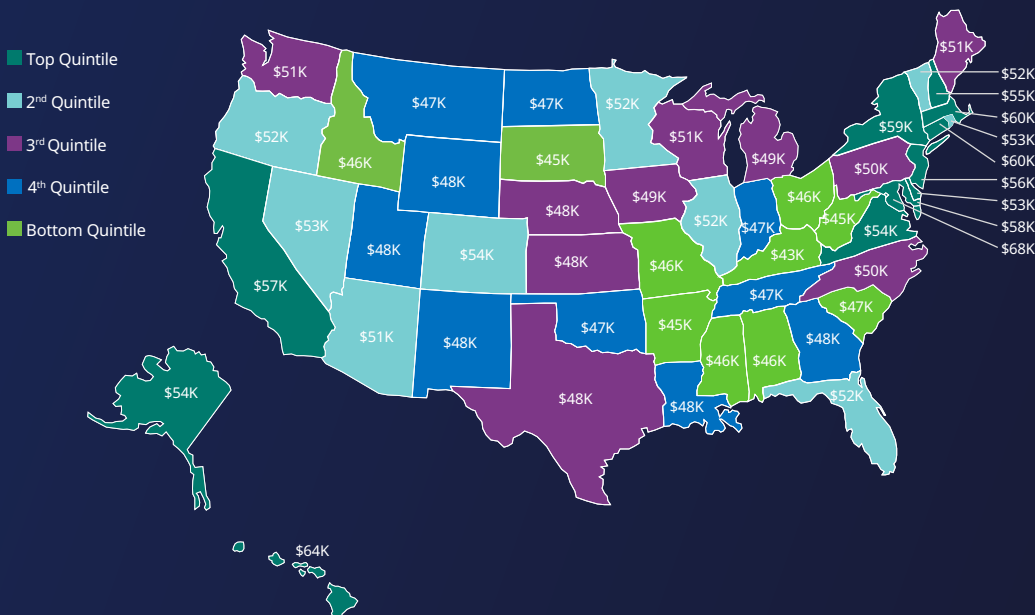 Top Quintile
2nd Quintile
3rd Quintile
4th Quintile
Bottom Quintile
$51K
$51K
$47K
$47K
$52K
$52K
$55K
$60K
$59K
$53K
$52K
$51K
$60K
$46K
$45K
$49K
$50K
$56K
$48K
$49K
$46K
$53K
$48K
$45K
$58K
$53K
$52K
$47K
$54K
$68K
$48K
$54K
$48K
$46K
$43K
$50K
$57K
$47K
$47K
$51K
$48K
$47K
$45K
$48K
$46K
$46K
$54K
$48K
$48K
$52K
$64K